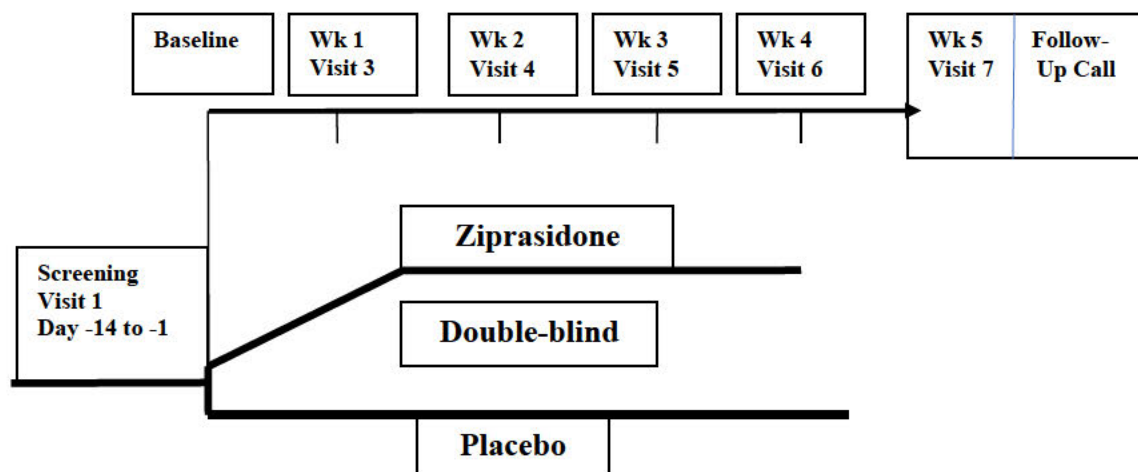 Baseline
Wk 1
Visit 3
Wk 2
Visit 4
Wk 3
Visit 5
Wk 4
Visit 6
Wk 5
Visit 7
Follow-
Up Call
Ziprasidone
Screening
Visit 1
Day -14 to -1
Double-blind
Placebo